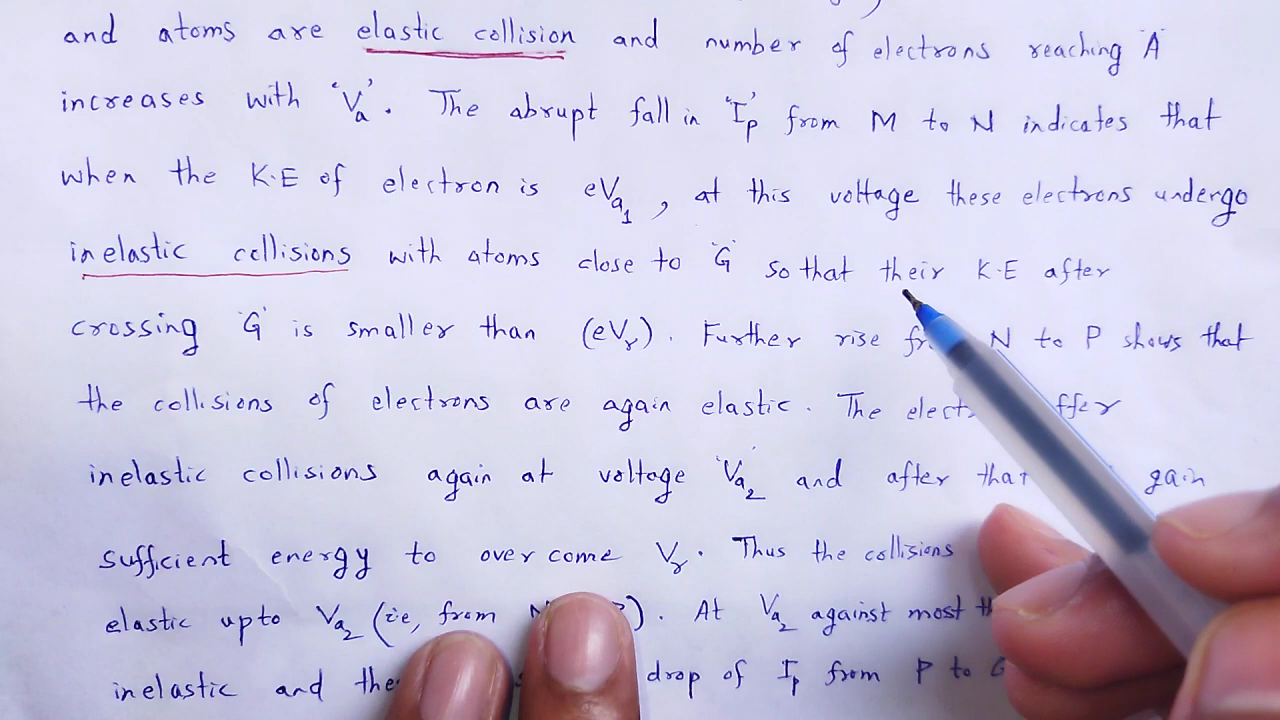 and atoms are elastic collision and number of electrons reaching 'A'
increases with 'Va'. The abrupt fall in 'Ip' from M to N indicates that
when the K.E of electron is eVa1, at this voltage these electrons undergo
inelastic collisions with atoms close to 'G' so that their K.E after
crossing 'G' is smaller than (eVr). Further rise N to P shows that
the collisions of electrons are again elastic. The
inelastic collisions again at voltage 'Va2' and after that gain
sufficient energy to over come Vr. Thus the collisions
elastic upto Va2 (ie, from ). At Va2 against most
inelastic and drop of Ip from P to